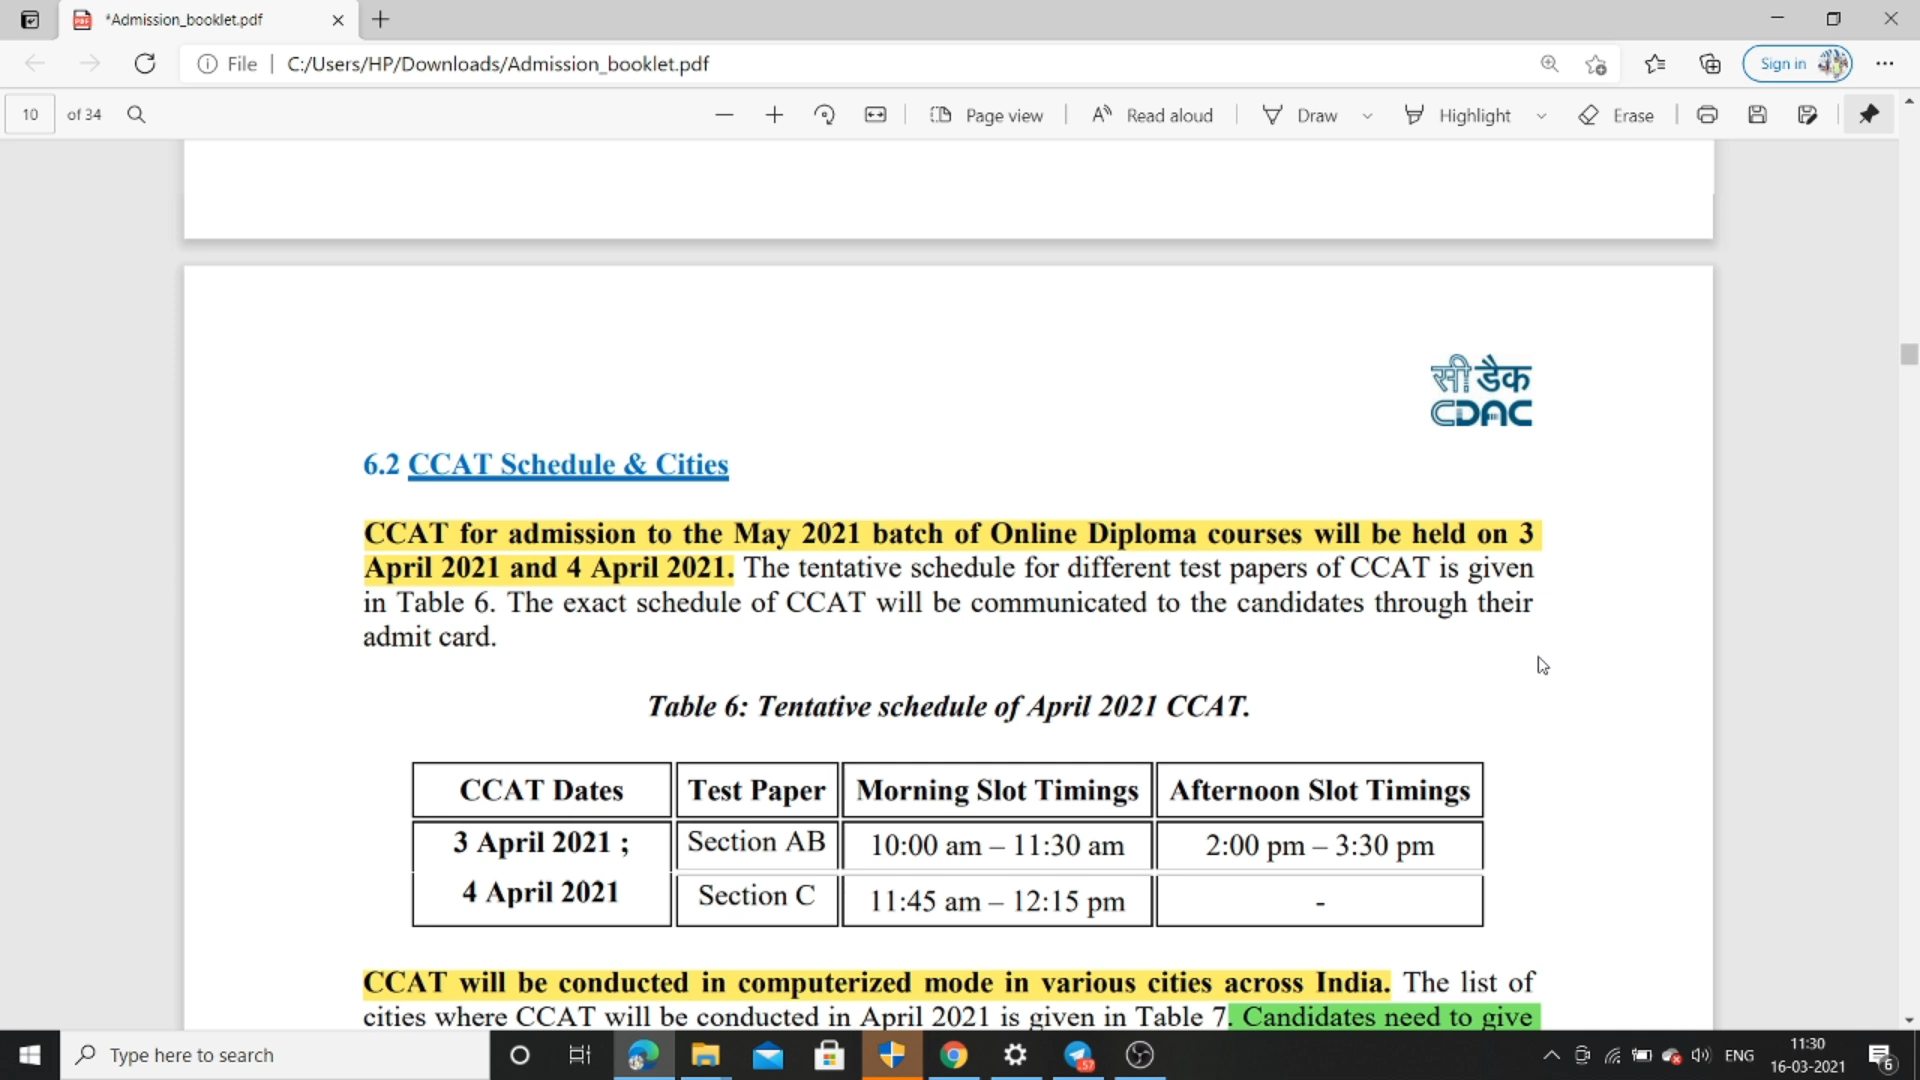 *Admission_booklet.pdf
File
C:/Users/HP/Downloads/Admission_booklet.pdf
Sign in
10 of 34
Page view
Read aloud
Draw
Highlight
Erase
सी डैक
CDAC
6.2 CCAT Schedule & Cities
CCAT for admission to the May 2021 batch of Online Diploma courses will be held on 3
April 2021 and 4 April 2021. The tentative schedule for different test papers of CCAT is given
in Table 6. The exact schedule of CCAT will be communicated to the candidates through their
admit card.
Table 6: Tentative schedule of April 2021 CCAT.
CCAT Dates Test Paper Morning Slot Timings Afternoon Slot Timings
3 April 2021 ; Section AB 10:00 am – 11:30 am 2:00 pm – 3:30 pm
4 April 2021 Section C 11:45 am – 12:15 pm -
CCAT will be conducted in computerized mode in various cities across India. The list of
cities where CCAT will be conducted in April 2021 is given in Table 7. Candidates need to give
Type here to search
57
ENG
11:30
16-03-2021
6